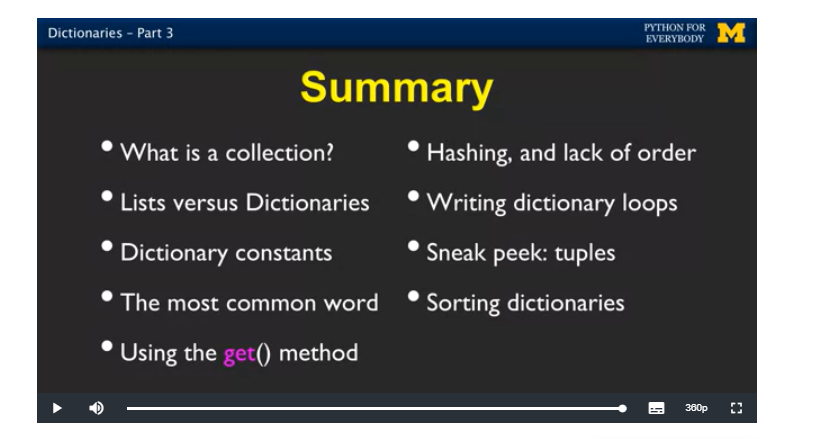 Dictionaries – Part 3
PYTHON FOR
EVERYBODY
M
Summary
• What is a collection?
• Lists versus Dictionaries
• Dictionary constants
• The most common word
• Using the get() method
• Hashing, and lack of order
• Writing dictionary loops
• Sneak peek: tuples
• Sorting dictionaries
360p